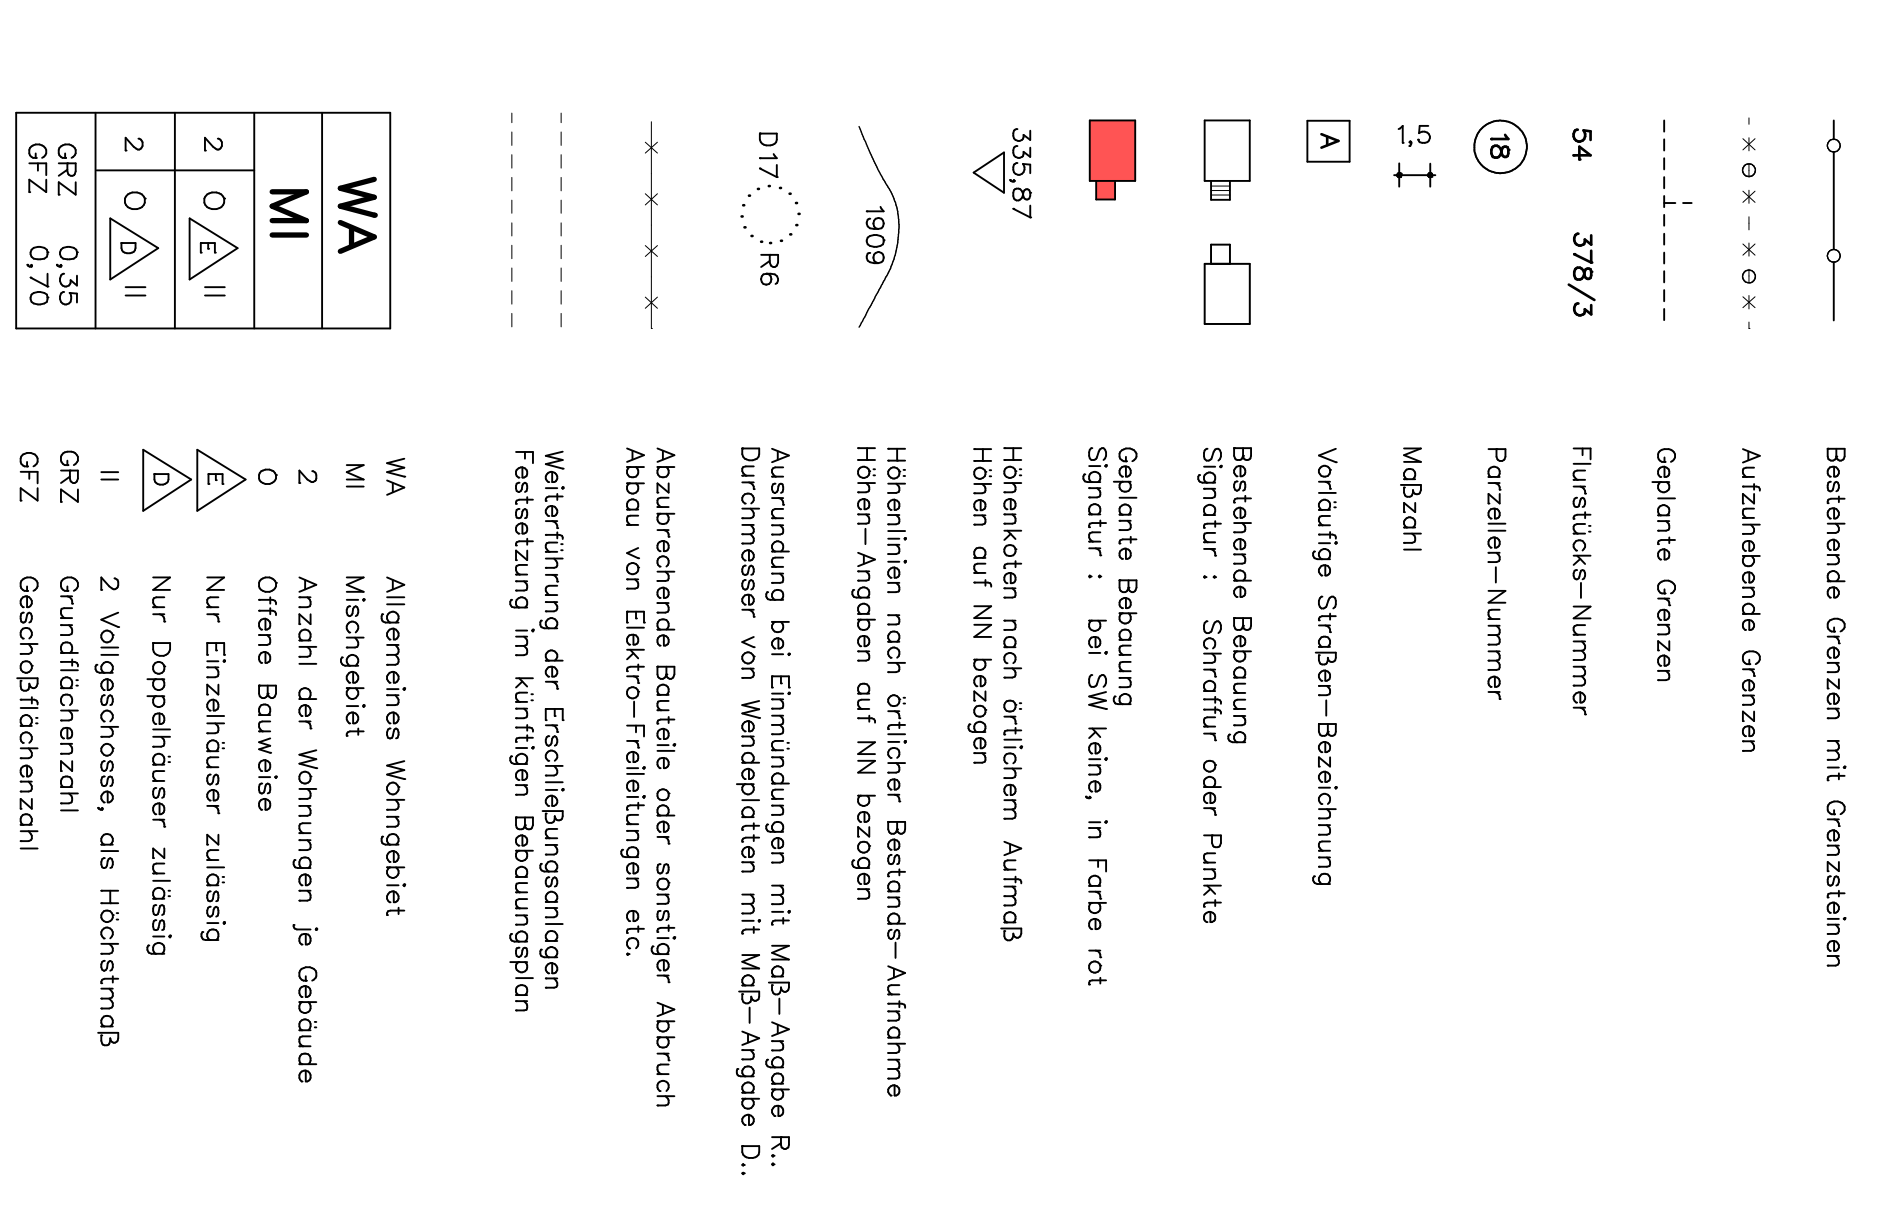 Bestehende Grenzen mit Grenzsteinen
Aufzuhebende Grenzen
Geplante Grenzen
54 378/3 Flurstücks-Nummer
18 Parzellen-Nummer
1,5 Maßzahl
A Vorläufige Straßen-Bezeichnung
Bestehende Bebauung
Signatur : Schraffur oder Punkte
Geplante Bebauung
Signatur : bei SW keine, in Farbe rot
335,87 Höhenkoten nach örtlichem Aufmaß
Höhen auf NN bezogen
1909 Höhenlinien nach örtlicher Bestands-Aufnahme
Höhen-Angaben auf NN bezogen
D17 R6 Ausrundung bei Einmündungen mit Maß-Angabe R..
Durchmesser von Wendeplatten mit Maß-Angabe D..
Abzubrechende Bauteile oder sonstiger Abbruch
Abbau von Elektro-Freileitungen etc.
Weiterführung der Erschließungsanlagen
Festsetzung im künftigen Bebauungsplan
WA
MI
2 O E II
2 O D II
GRZ 0,35
GFZ 0,70
WA Allgemeines Wohngebiet
MI Mischgebiet
2 Anzahl der Wohnungen je Gebäude
O Offene Bauweise
E Nur Einzelhäuser zulässig
D Nur Doppelhäuser zulässig
II 2 Vollgeschosse, als Höchstmaß
GRZ Grundflächenzahl
GFZ Geschoßflächenzahl